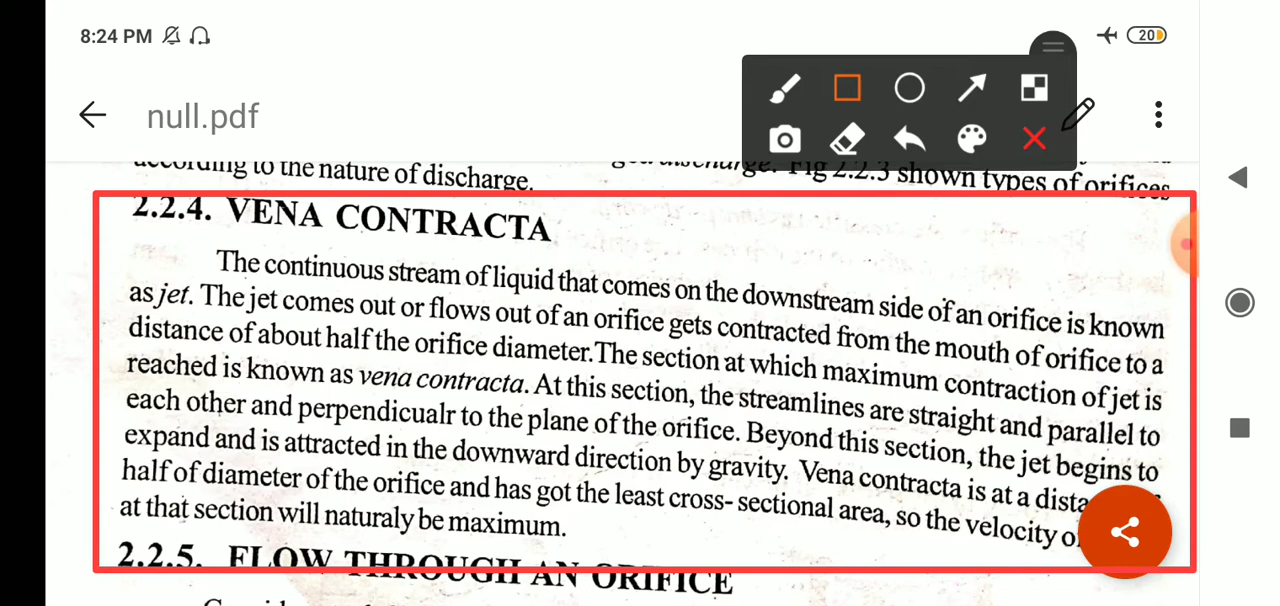 8:24 PM
20
null.pdf
according to the nature of discharge.
Fig 2.2.3 shown types of orifices
2.2.4. VENA CONTRACTA
The continuous stream of liquid that comes on the downstream side of an orifice is known
as jet. The jet comes out or flows out of an orifice gets contracted from the mouth of orifice to a
distance of about half the orifice diameter.The section at which maximum contraction of jet is
reached is known as vena contracta. At this section, the streamlines are straight and parallel to
each other and perpendicualr to the plane of the orifice. Beyond this section, the jet begins to
expand and is attracted in the downward direction by gravity. Vena contracta is at a
half of diameter of the orifice and has got the least cross- sectional area, so the velocity
at that section will naturaly be maximum.
2.2.5. FLOW THROUGH AN ORIFICE